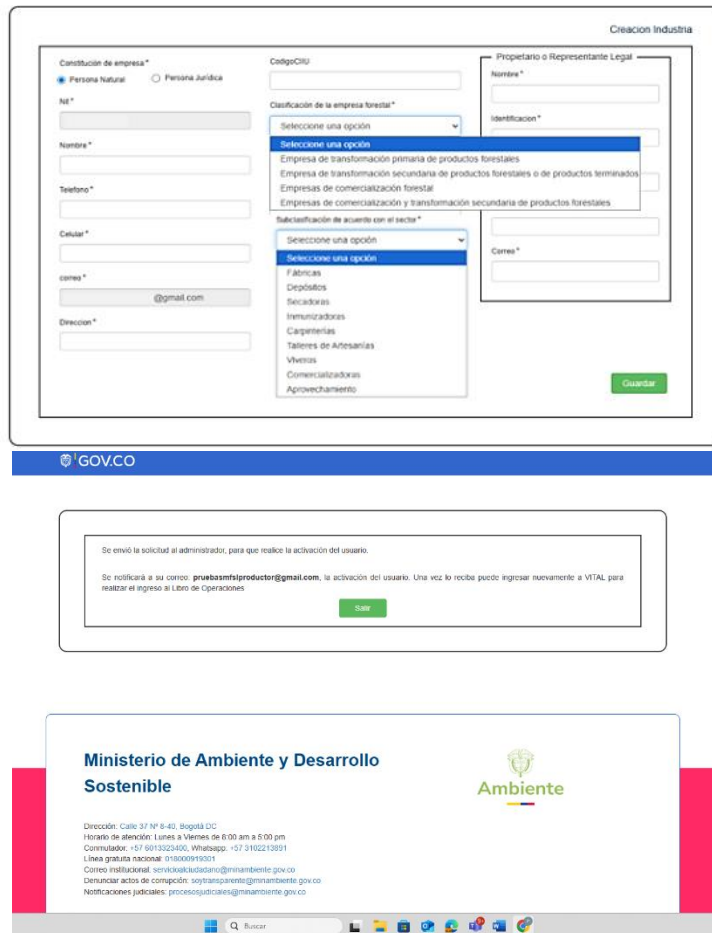 Creacion Industria
Constitución de empresa *
Persona Natural
Persona Jurídica
Nit *
Nombre *
Telefono *
Celular *
correo *
@gmail.com
Direccion *
CodigoCIIU
Clasificación de la empresa forestal *
Seleccione una opción
Seleccione una opción
Empresa de transformación primaria de productos forestales
Empresa de transformación secundaria de productos forestales o de productos terminados
Empresas de comercialización forestal
Empresas de comercialización y transformación secundaria de productos forestales
Subclasificación de acuerdo con el sector *
Seleccione una opción
Seleccione una opción
Fábricas
Depósitos
Secadoras
Inmunizadoras
Carpinterías
Talleres de Artesanías
Viveros
Comercializadoras
Aprovechamiento
Propietario o Representante Legal
Nombre *
Identificacion *
Correo *
Guardar
GOV.CO
Se envió la solicitud al administrador, para que realice la activación del usuario.
Se notificará a su correo: pruebasmfslproductor@gmail.com, la activación del usuario. Una vez lo reciba puede ingresar nuevamente a VITAL para
realizar el ingreso al Libro de Operaciones
Salir
Ministerio de Ambiente y Desarrollo
Sostenible
Ambiente
Dirección: Calle 37 Nº 8-40, Bogotá DC
Horario de atención: Lunes a Viernes de 8:00 am a 5:00 pm
Conmutador: +57 6013323400, Whatsapp: +57 3102213891
Línea gratuita nacional: 018000919301
Correo institucional: servicioalciudadano@minambiente.gov.co
Denunciar actos de corrupción: soytransparente@minambiente.gov.co
Notificaciones judiciales: procesosjudiciales@minambiente.gov.co
Buscar